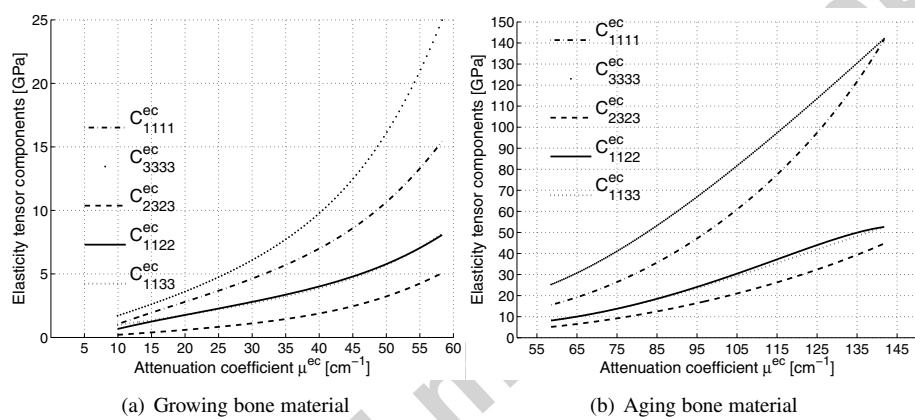 Elasticity tensor components [GPa]
25
20
15
10
5
0
C^ec_1111
C^ec_3333
C^ec_2323
C^ec_1122
C^ec_1133
5 10 15 20 25 30 35 40 45 50 55 60
Attenuation coefficient μ^ec [cm^−1]
(a) Growing bone material
Elasticity tensor components [GPa]
150
140
130
120
110
100
90
80
70
60
50
40
30
20
10
0
C^ec_1111
C^ec_3333
C^ec_2323
C^ec_1122
C^ec_1133
55 65 75 85 95 105 115 125 135 145
Attenuation coefficient μ^ec [cm^−1]
(b) Aging bone material